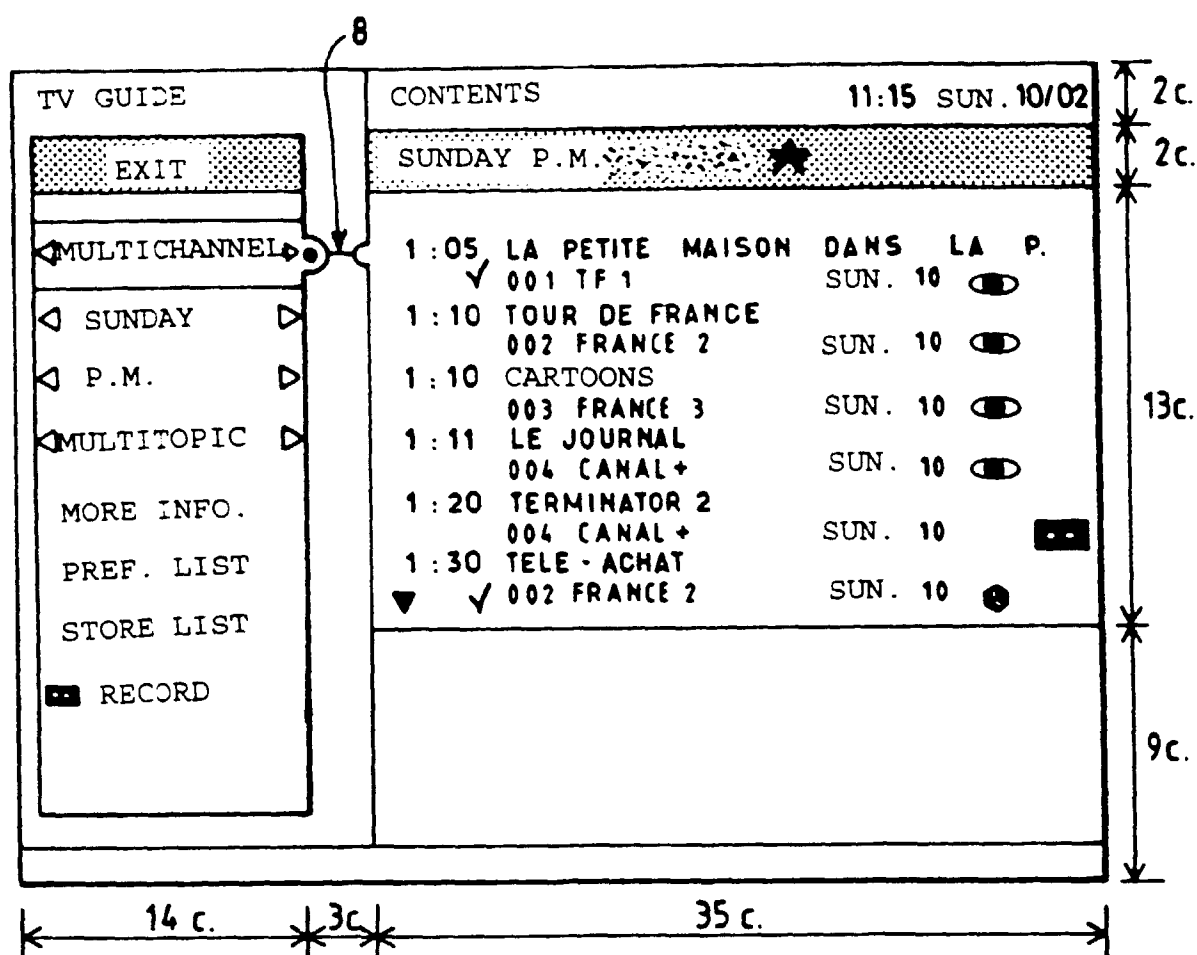 8
TV GUIDE
CONTENTS 11:15 SUN. 10/02
2c.
EXIT
SUNDAY P.M.
2c.
MULTICHANNEL
1:05 LA PETITE MAISON DANS LA P.
001 TF1 SUN. 10
SUNDAY
1:10 TOUR DE FRANCE
002 FRANCE 2 SUN. 10
P.M.
1:10 CARTOONS
003 FRANCE 3 SUN. 10
13c.
MULTITOPIC
1:11 LE JOURNAL
004 CANAL+ SUN. 10
MORE INFO.
1:20 TERMINATOR 2
004 CANAL+ SUN. 10
PREF. LIST
1:30 TELE-ACHAT
002 FRANCE 2 SUN. 10
STORE LIST
RECORD
9c.
14c. 3c 35c.